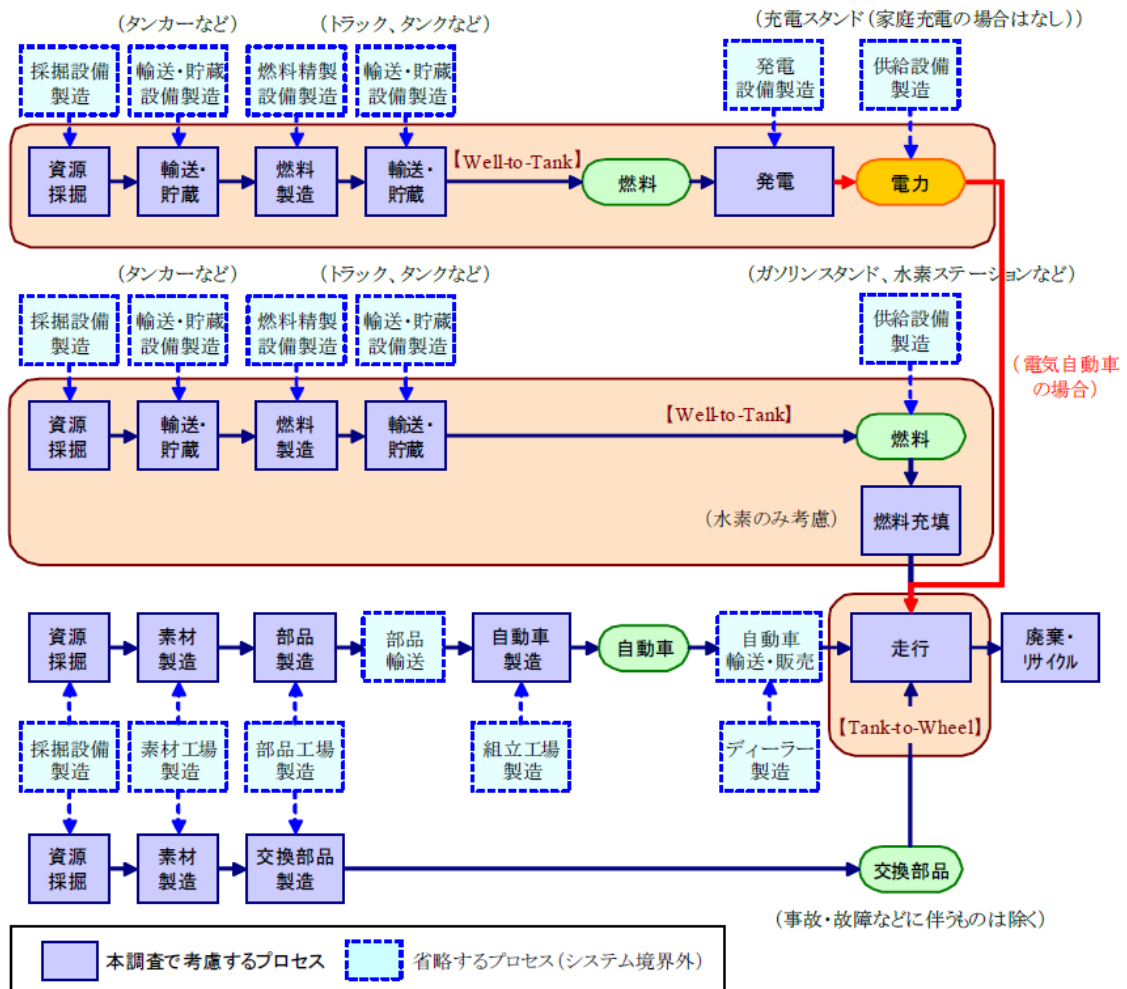 (タンカーなど)
(トラック、タンクなど)
(充電スタンド(家庭充電の場合はなし))
採掘設備
製造
輸送・貯蔵
設備製造
燃料精製
設備製造
輸送・貯蔵
設備製造
発電
設備製造
供給設備
製造
資源
採掘
輸送・
貯蔵
燃料
製造
輸送・
貯蔵
【Well-to-Tank】
燃料
発電
電力
(タンカーなど)
(トラック、タンクなど)
(ガソリンスタンド、水素ステーションなど)
採掘設備
製造
輸送・貯蔵
設備製造
燃料精製
設備製造
輸送・貯蔵
設備製造
供給設備
製造
(電気自動車
の場合)
資源
採掘
輸送・
貯蔵
燃料
製造
輸送・
貯蔵
【Well-to-Tank】
燃料
(水素のみ考慮)
燃料充填
資源
採掘
素材
製造
部品
製造
部品
輸送
自動車
製造
自動車
自動車
輸送・販売
走行
廃棄・
リサイクル
【Tank-to-Wheel】
採掘設備
製造
素材工場
製造
部品工場
製造
組立工場
製造
ディーラー
製造
資源
採掘
素材
製造
交換部品
製造
交換部品
(事故・故障などに伴うものは除く)
本調査で考慮するプロセス
省略するプロセス(システム境界外)